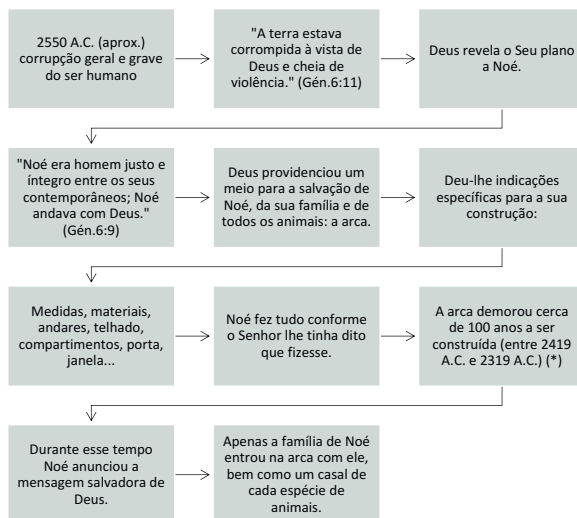 2550 A.C. (aprox.)
corrupção geral e grave
do ser humano
"A terra estava
corrompida à vista de
Deus e cheia de
violência." (Gén.6:11)
Deus revela o Seu plano
a Noé.
"Noé era homem justo e
íntegro entre os seus
contemporâneos; Noé
andava com Deus."
(Gén.6:9)
Deus providenciou um
meio para a salvação de
Noé, da sua família e de
todos os animais: a arca.
Deu-lhe indicações
específicas para a sua
construção:
Medidas, materiais,
andares, telhado,
compartimentos, porta,
janela...
Noé fez tudo conforme
o Senhor lhe tinha dito
que fizesse.
A arca demorou cerca
de 100 anos a ser
construída (entre 2419
A.C. e 2319 A.C.) (*)
Durante esse tempo
Noé anunciou a
mensagem salvadora de
Deus.
Apenas a família de Noé
entrou na arca com ele,
bem como um casal de
cada espécie de
animais.